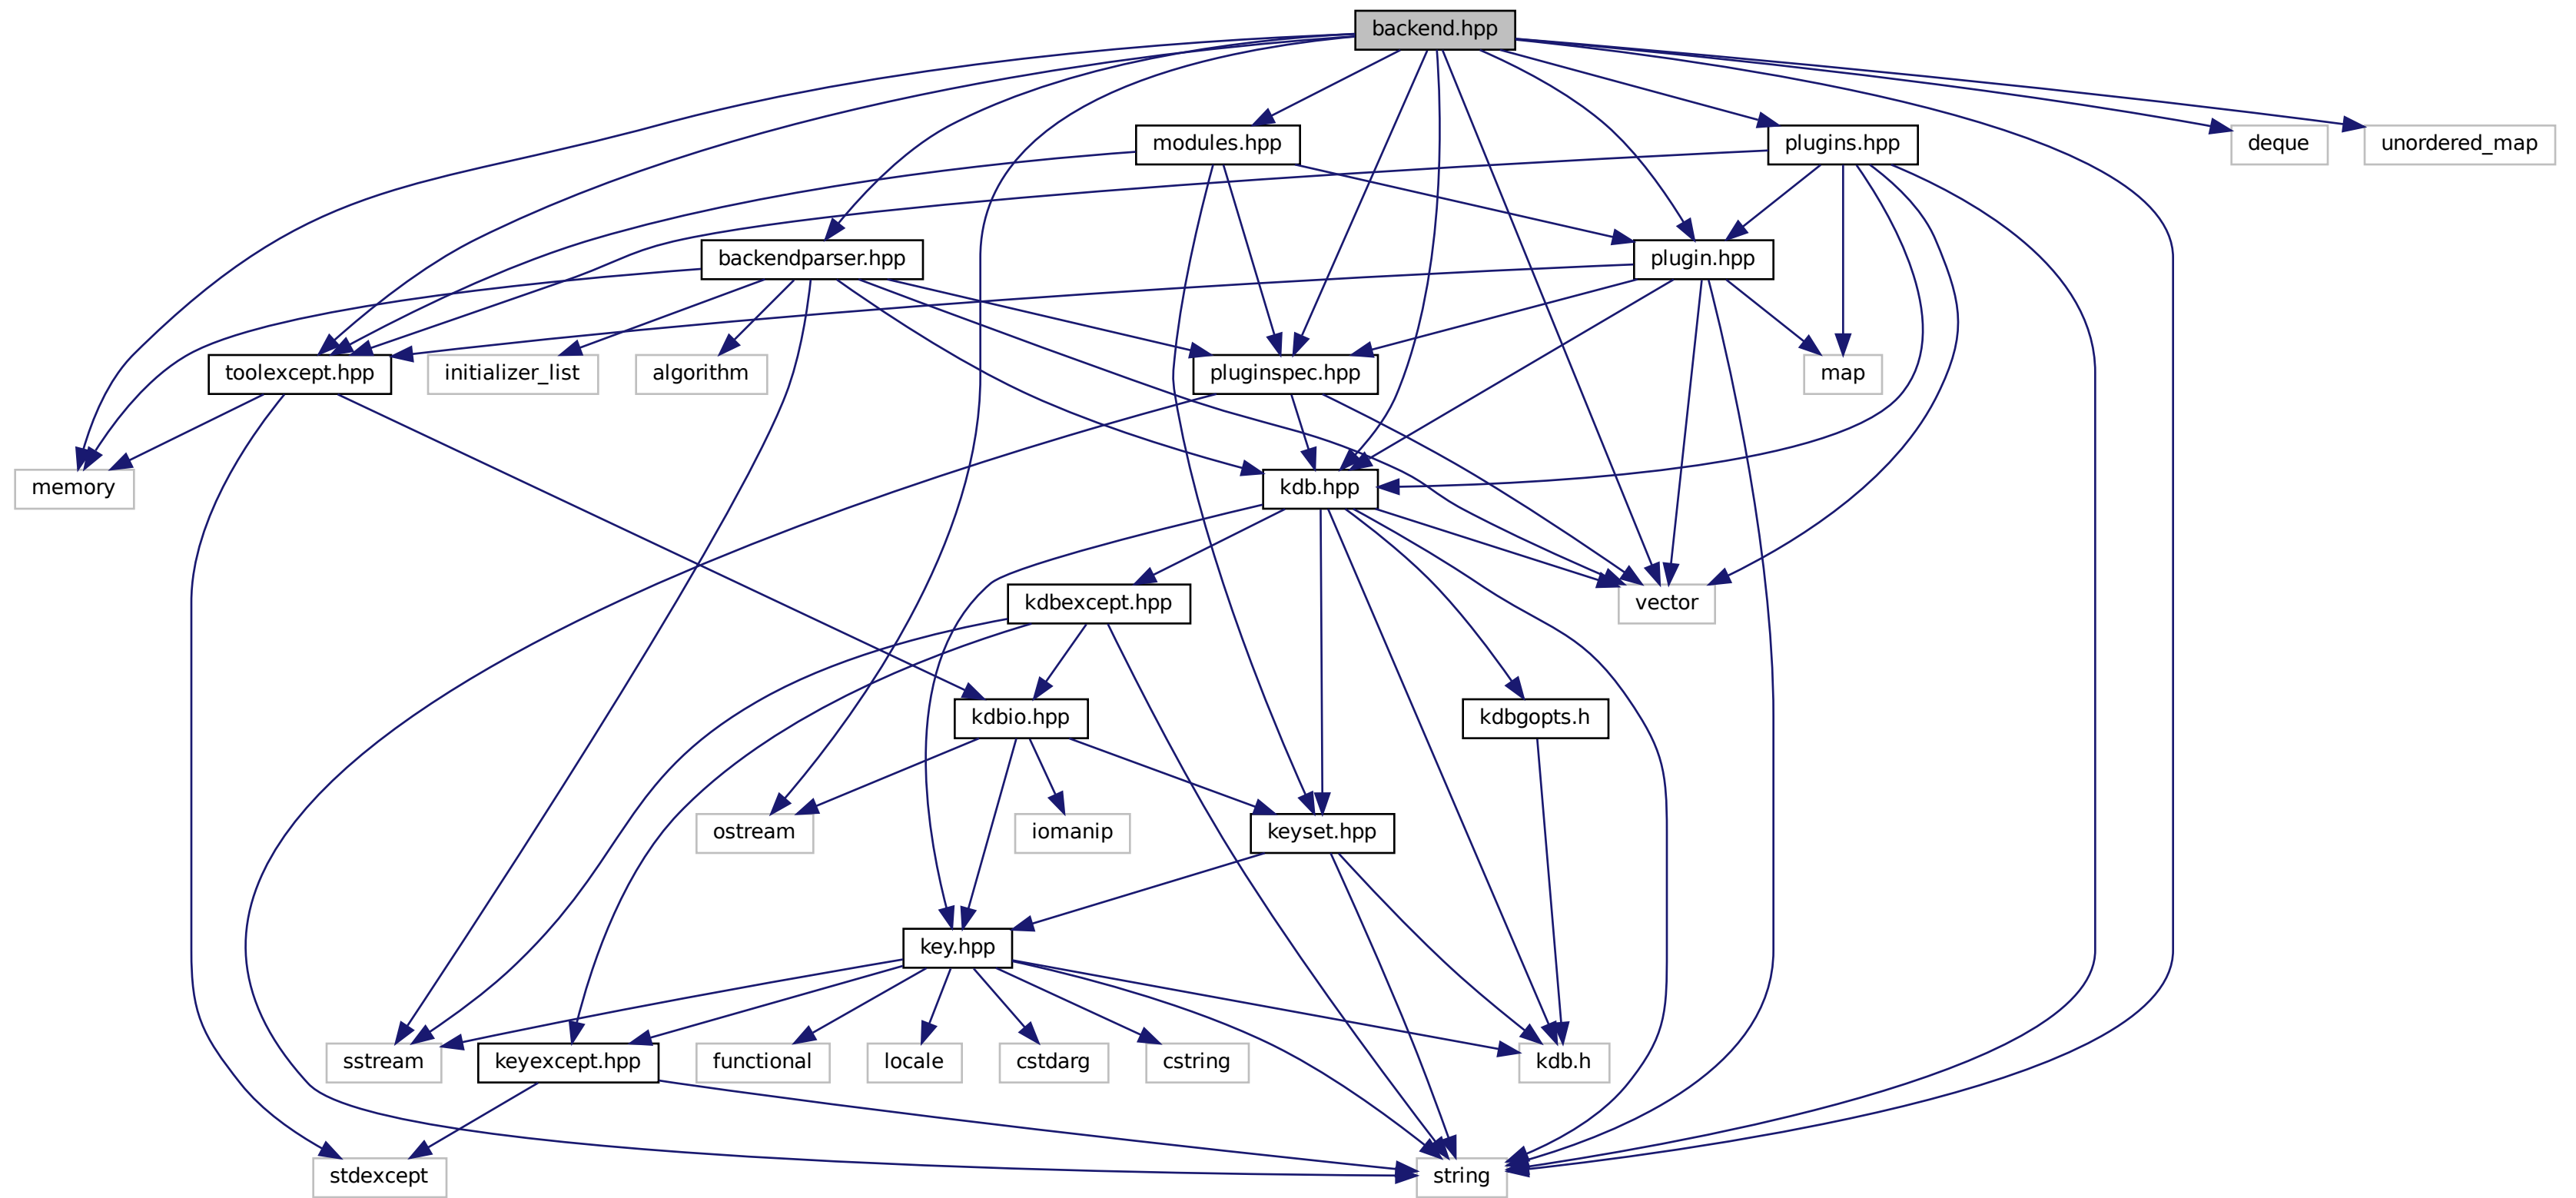 backend.hpp
modules.hpp
plugins.hpp
deque
unordered_map
backendparser.hpp
plugin.hpp
toolexcept.hpp
initializer_list
algorithm
pluginspec.hpp
map
memory
kdb.hpp
kdbexcept.hpp
vector
kdbio.hpp
kdbgopts.h
ostream
iomanip
keyset.hpp
key.hpp
sstream
keyexcept.hpp
functional
locale
cstdarg
cstring
kdb.h
stdexcept
string